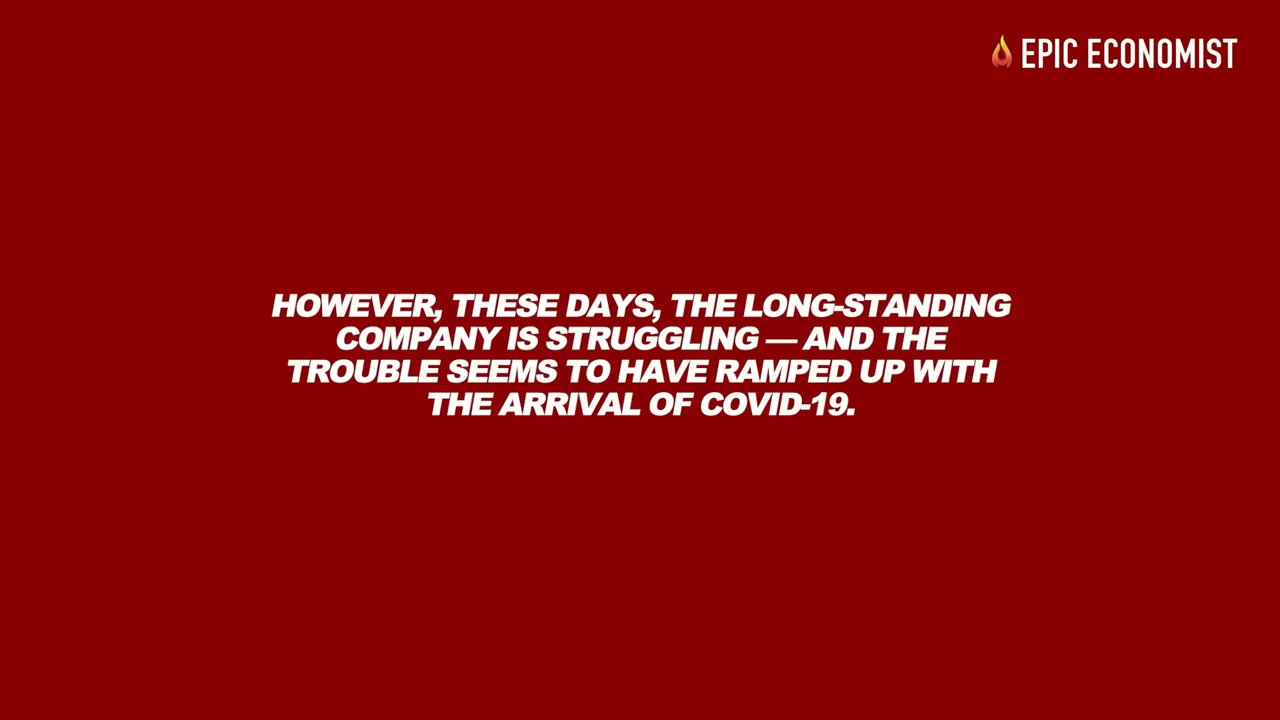 EPIC ECONOMIST
HOWEVER, THESE DAYS, THE LONG-STANDING
COMPANY IS STRUGGLING — AND THE
TROUBLE SEEMS TO HAVE RAMPED UP WITH
THE ARRIVAL OF COVID-19.